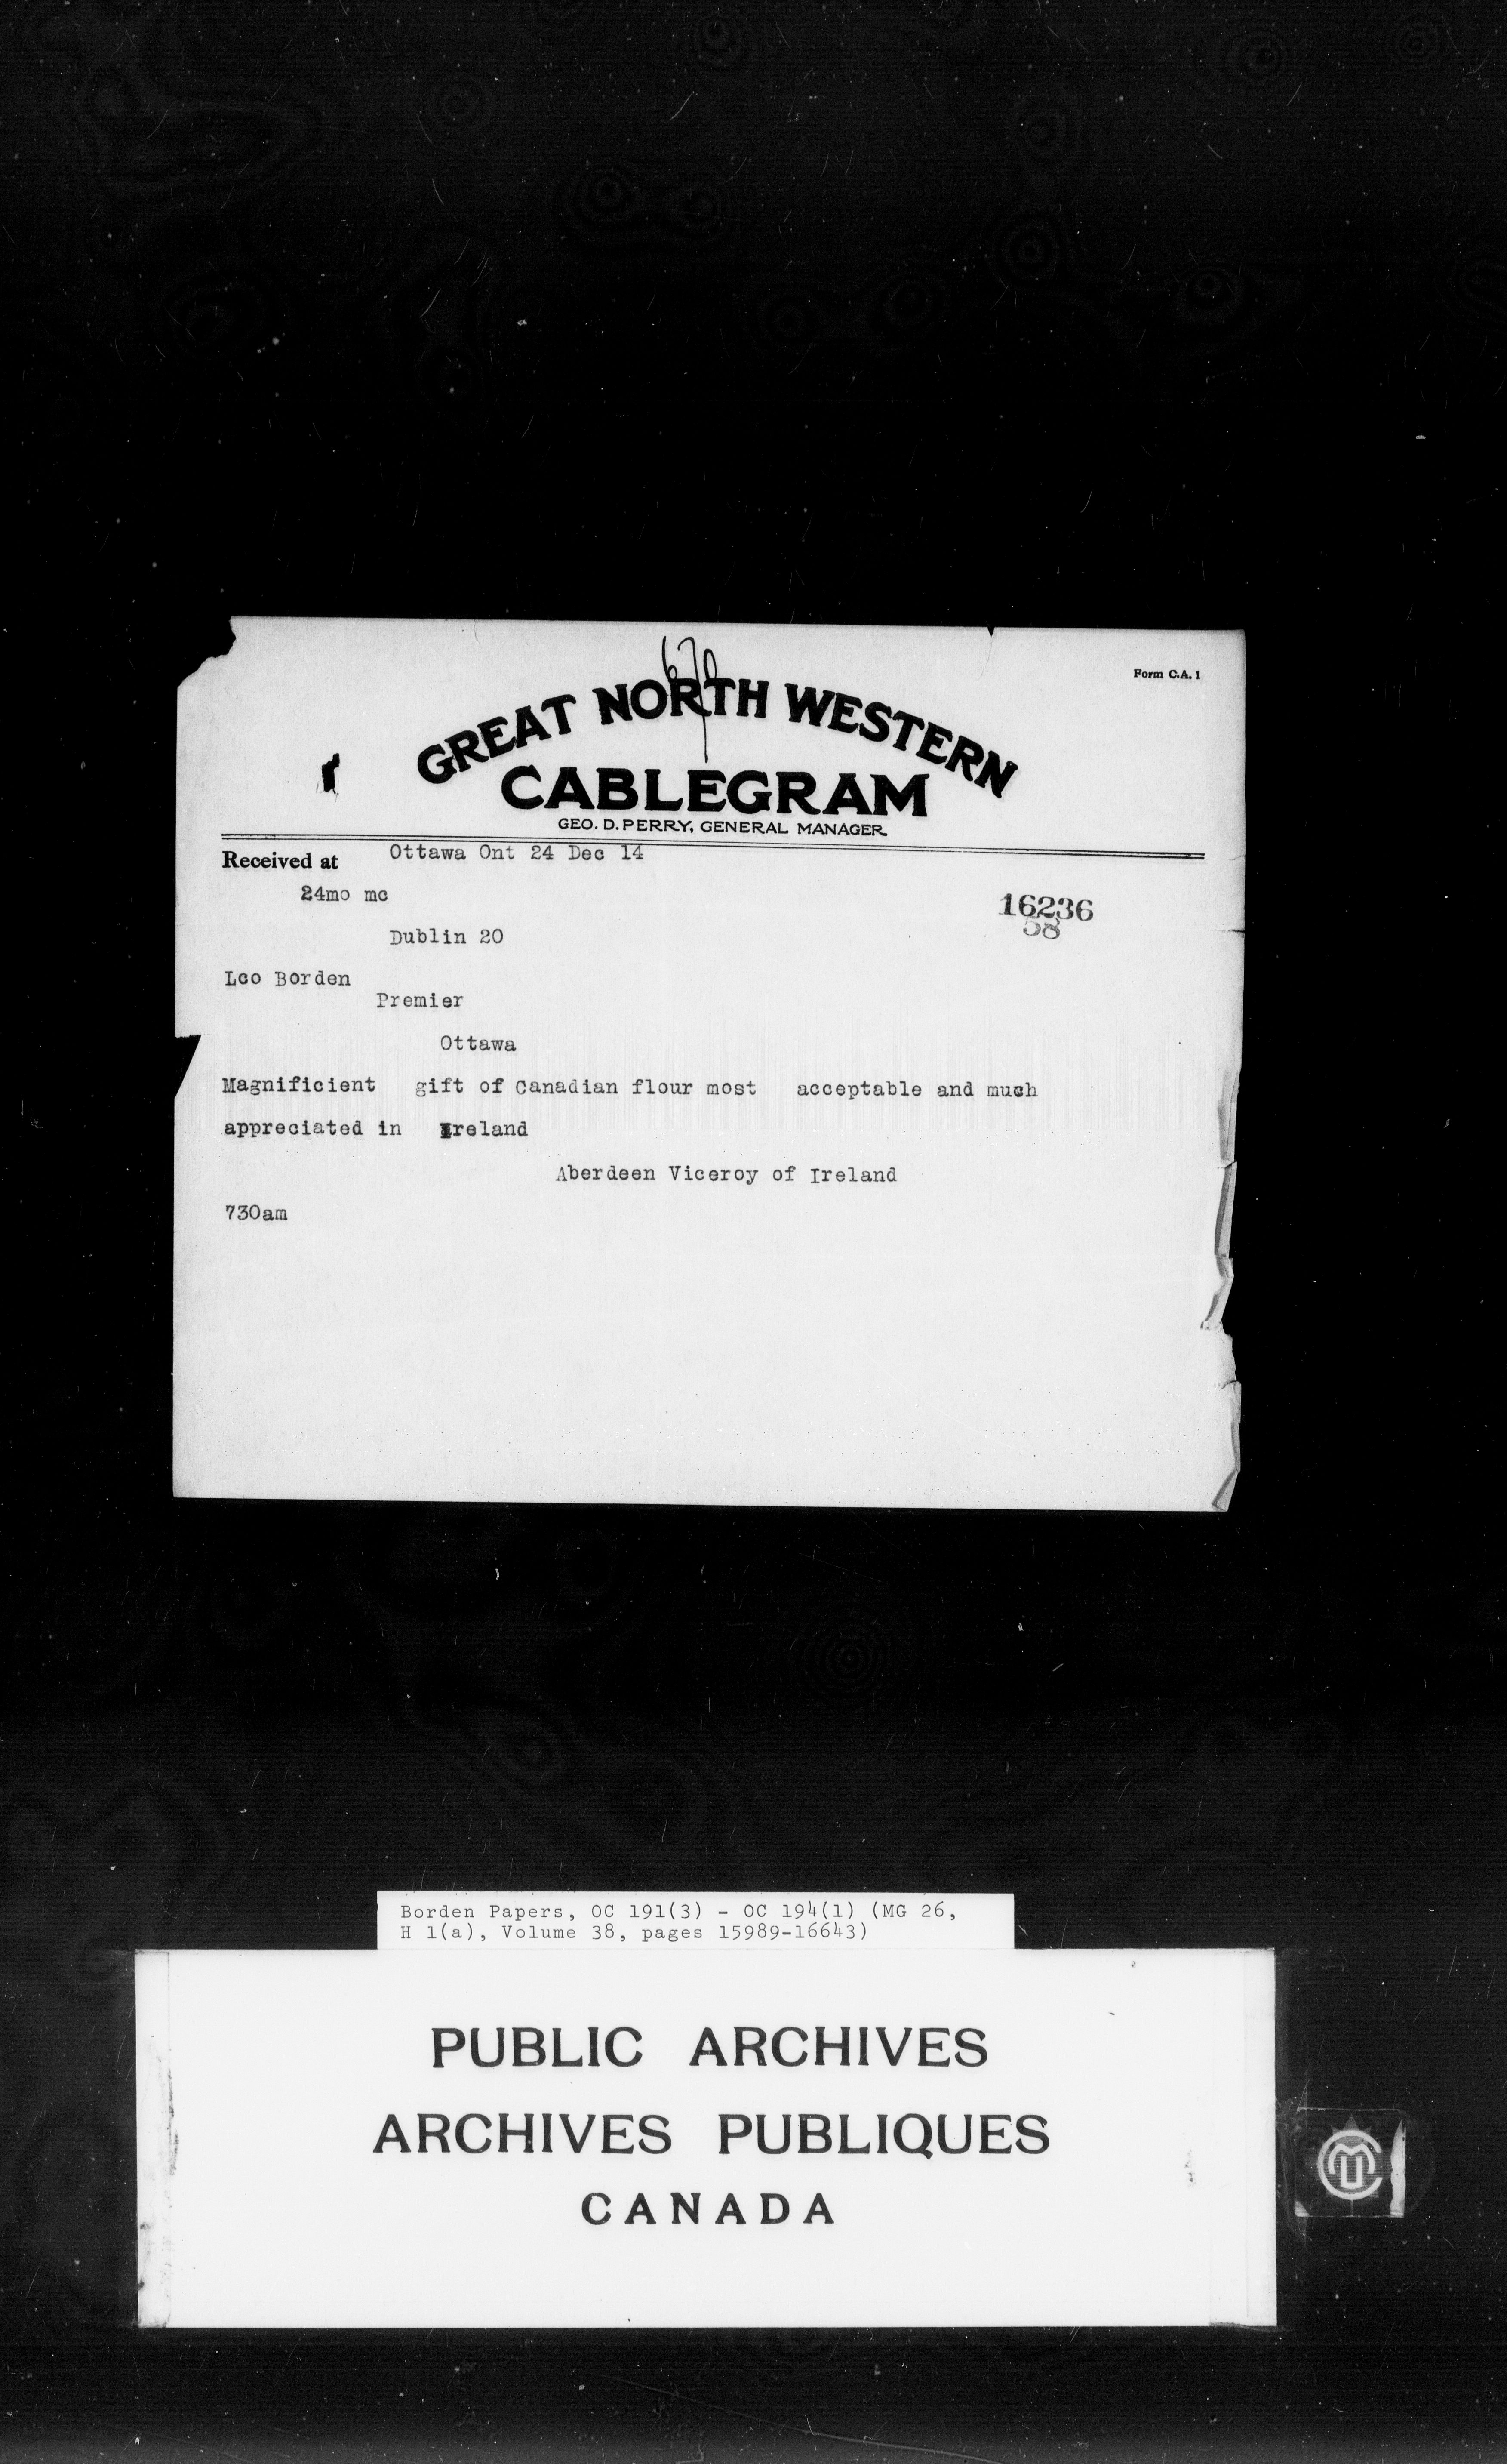 670
Form C.A. 1
GREAT NORTH WESTERN
CABLEGRAM
GEO. D. PERRY, GENERAL MANAGER
Received at Ottawa Ont 24 Dec 14
24mo mc
16236
58
Dublin 20
Lco Borden
Premier
Ottawa
Magnificient gift of Canadian flour most acceptable and much
appreciated in Ireland
Aberdeen Viceroy of Ireland
730am
Borden Papers, OC 191(3) - OC 194(1) (MG 26,
H 1(a), Volume 38, pages 15989-16643)
PUBLIC ARCHIVES
ARCHIVES PUBLIQUES
CANADA